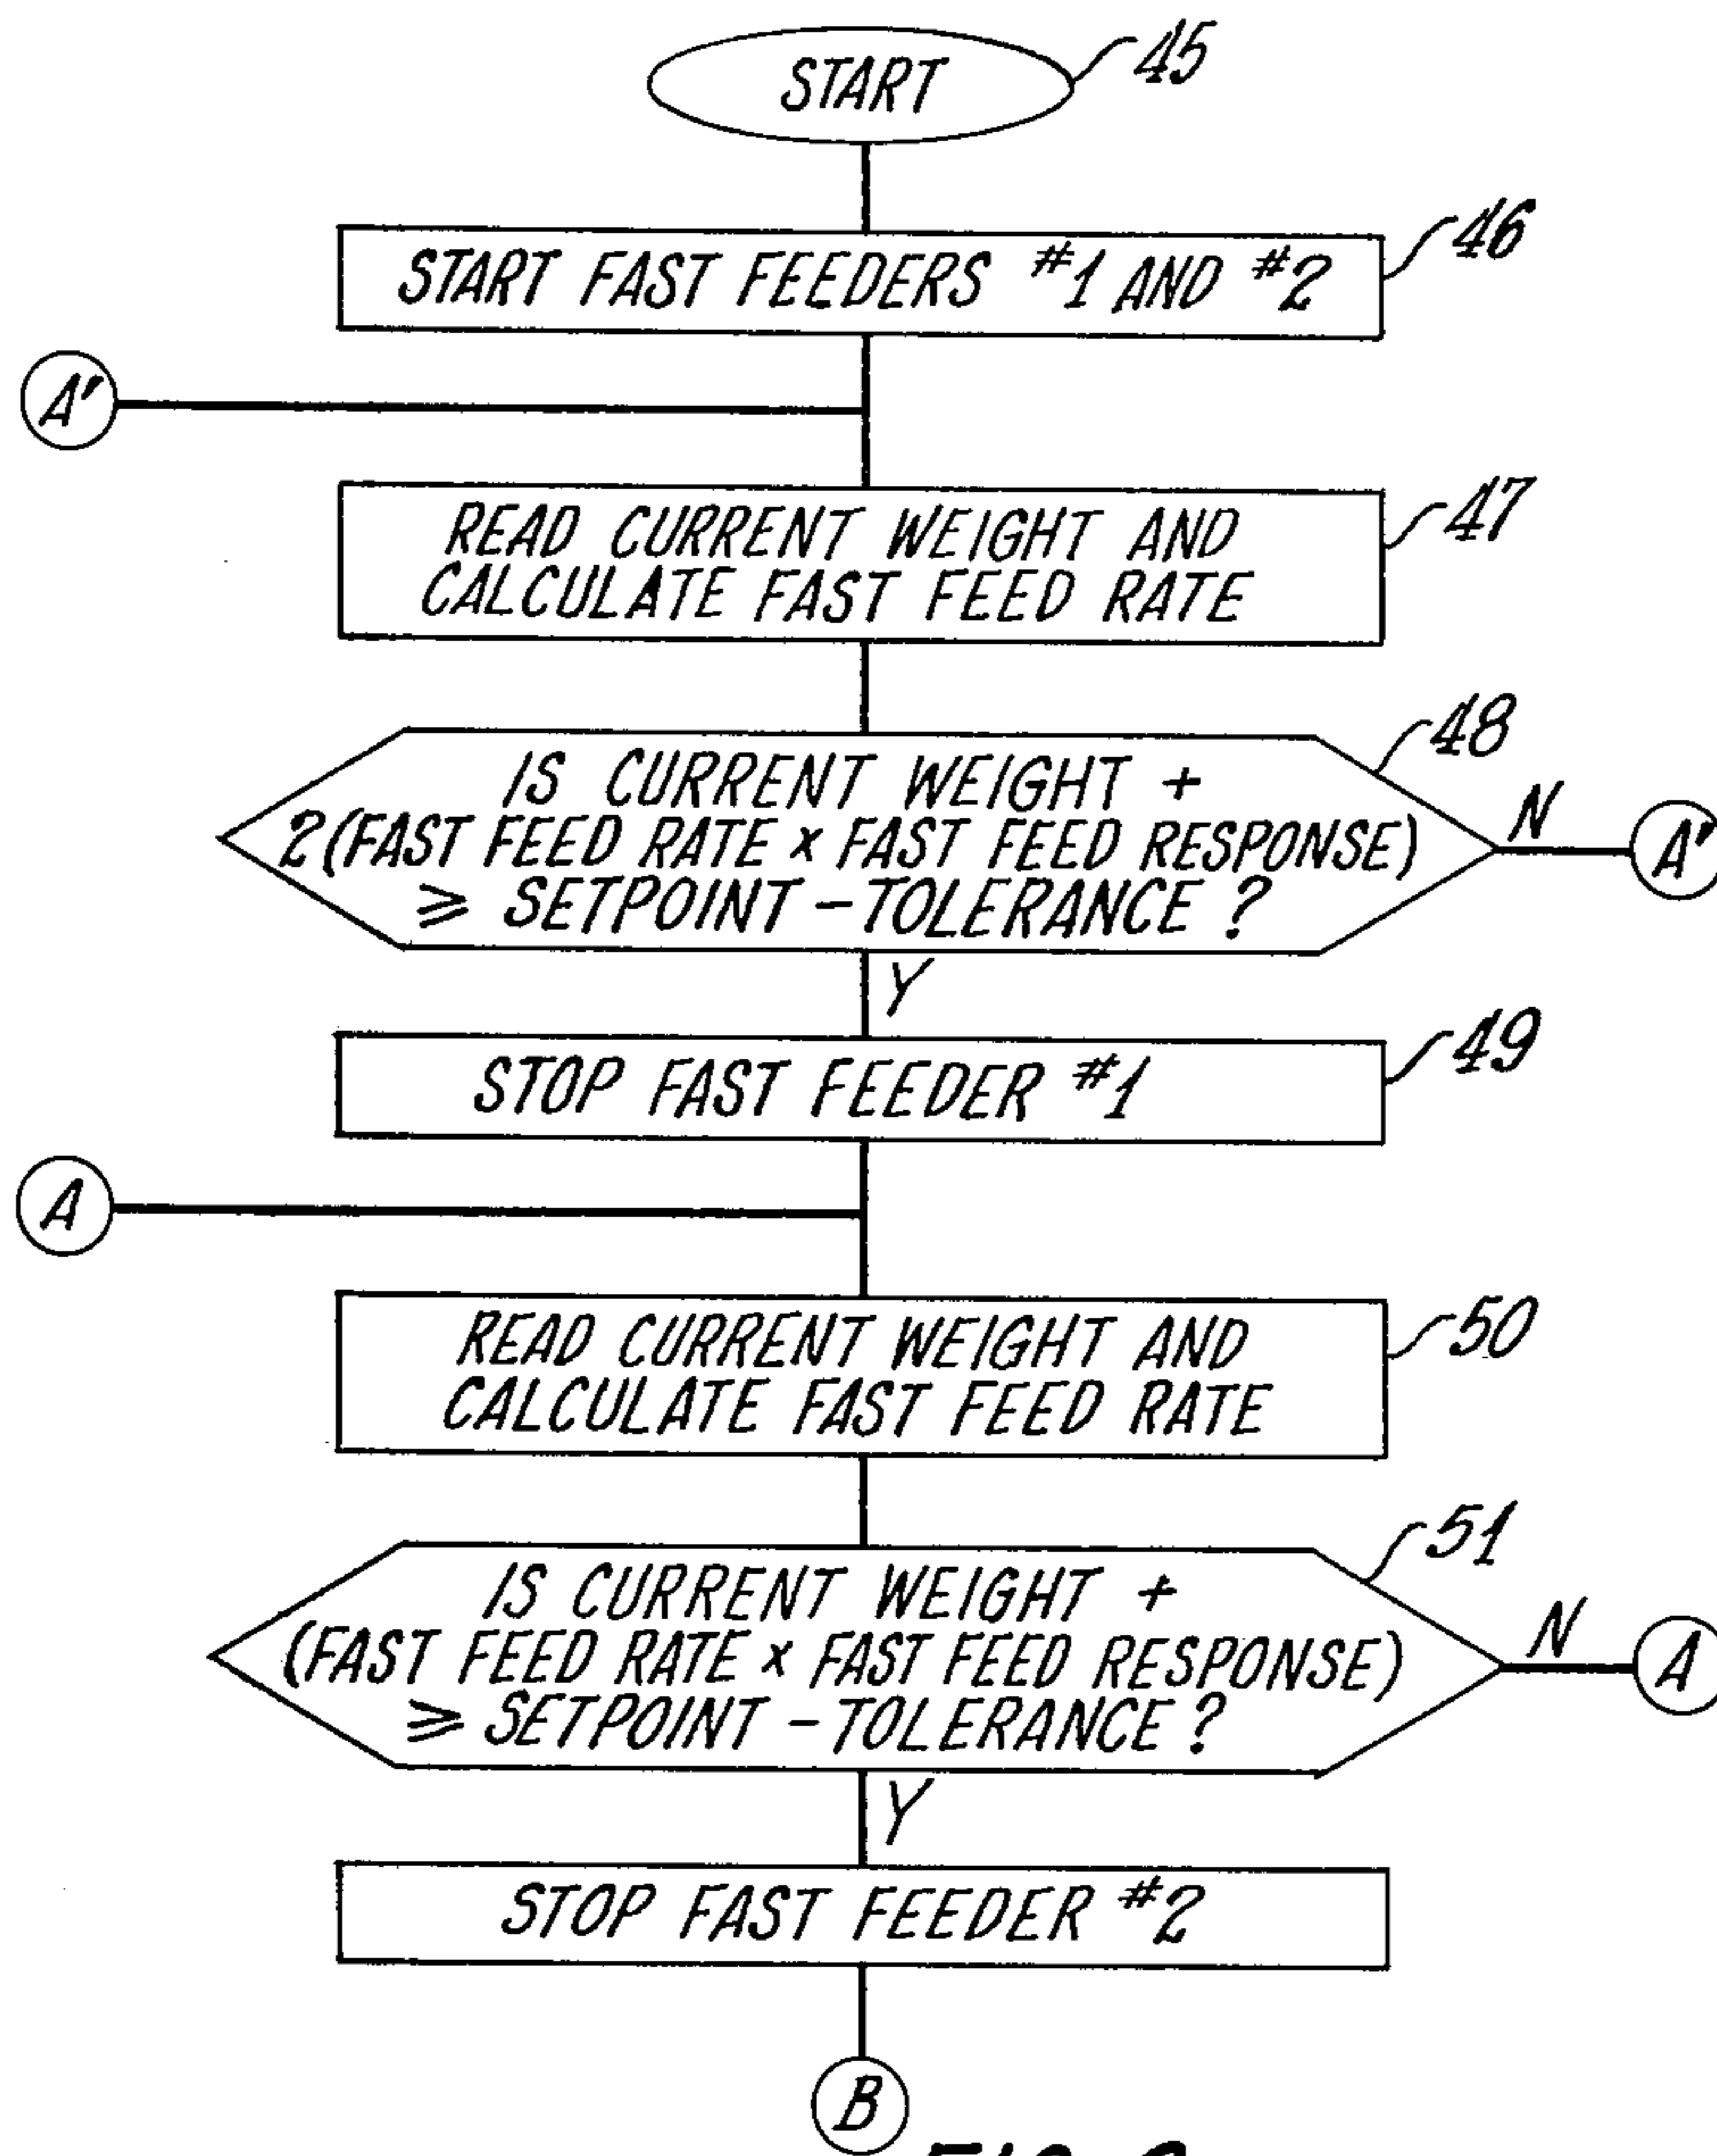 START
45
START FAST FEEDERS #1 AND #2
46
A'
READ CURRENT WEIGHT AND
CALCULATE FAST FEED RATE
47
IS CURRENT WEIGHT +
2(FAST FEED RATE x FAST FEED RESPONSE)
≥ SETPOINT -TOLERANCE ?
48
N
A'
Y
STOP FAST FEEDER #1
49
A
READ CURRENT WEIGHT AND
CALCULATE FAST FEED RATE
50
IS CURRENT WEIGHT +
(FAST FEED RATE x FAST FEED RESPONSE)
≥ SETPOINT -TOLERANCE ?
51
N
A
Y
STOP FAST FEEDER #2
B